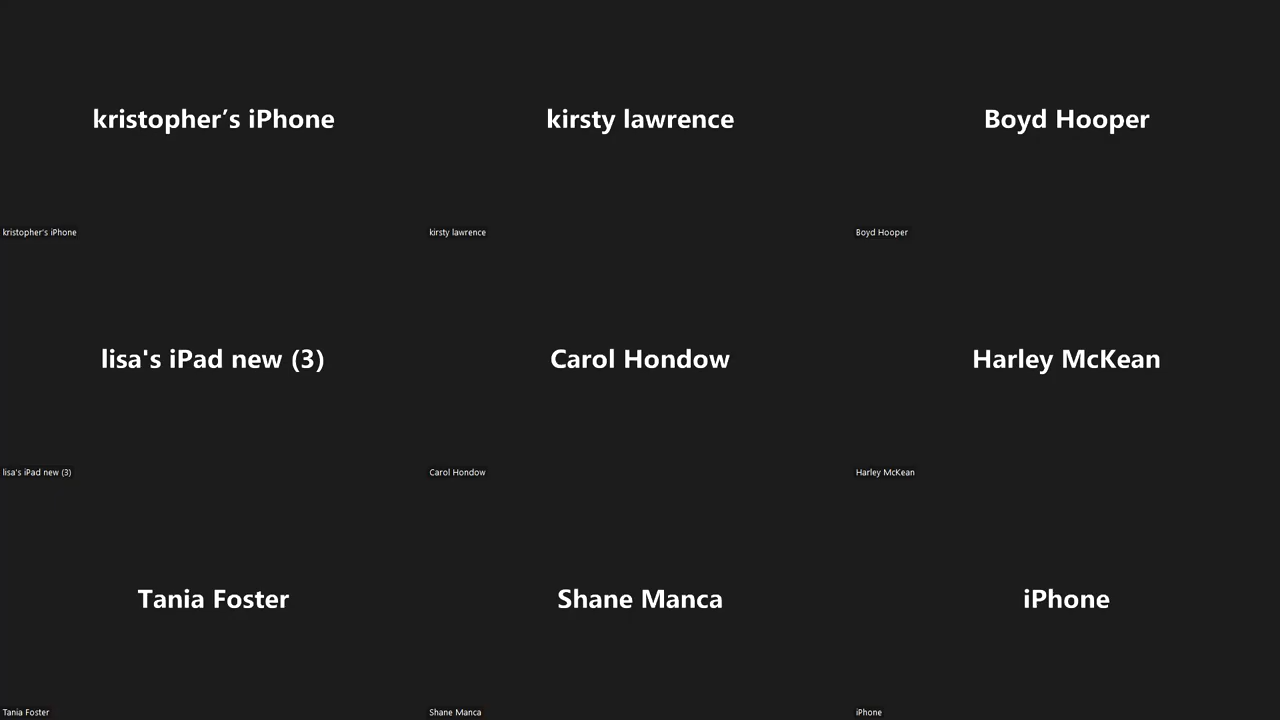 kristopher’s iPhone
kirsty lawrence
Boyd Hooper
kristopher's iPhone
kirsty lawrence
Boyd Hooper
lisa's iPad new (3)
Carol Hondow
Harley McKean
lisa's iPad new (3)
Carol Hondow
Harley McKean
Tania Foster
Shane Manca
iPhone
Tania Foster
Shane Manca
iPhone